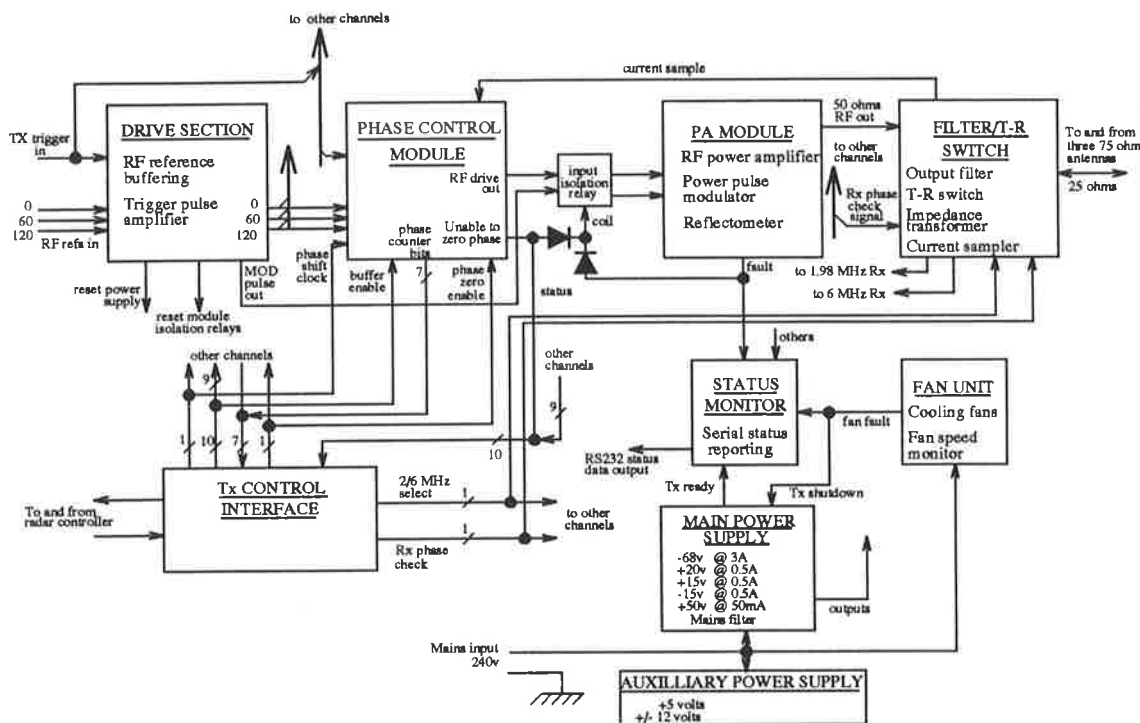 to other channels
current sample
TX trigger
in
DRIVE SECTION
RF reference
buffering
Trigger pulse
amplifier
0
60
120
0
60
120
RF refs in
reset power
supply
MOD
pulse
out
reset module
isolation relays
PHASE CONTROL
MODULE
RF drive
out
Unable to
zero phase
phase
counter
bits
7
phase
shift
clock
buffer
enable
phase
zero
enable
input
isolation
relay
coil
status
PA MODULE
RF power amplifier
Power pulse
modulator
Reflectometer
fault
50 ohms
RF out
to other
channels
Rx phase
check
signal
FILTER/T-R
SWITCH
Output filter
T-R switch
Impedance
transformer
Current sampler
To and from
three 75 ohm
antennas
25 ohms
to 1.98 MHz Rx
to 6 MHz Rx
others
other channels
9
1
10
7
1
other
channels
9
10
STATUS
MONITOR
Serial status
reporting
fan fault
FAN UNIT
Cooling fans
Fan speed
monitor
RS232 status
data output
Tx ready
Tx shutdown
Tx CONTROL
INTERFACE
To and from
radar controller
2/6 MHz
select
1
1
Rx phase
check
to other
channels
MAIN POWER
SUPPLY
-68v @ 3A
+20v @ 0.5A
+15v @ 0.5A
-15v @ 0.5A
+50v @ 50mA
Mains filter
outputs
Mains input
240v
AUXILLIARY POWER SUPPLY
+5 volts
+/- 12 volts